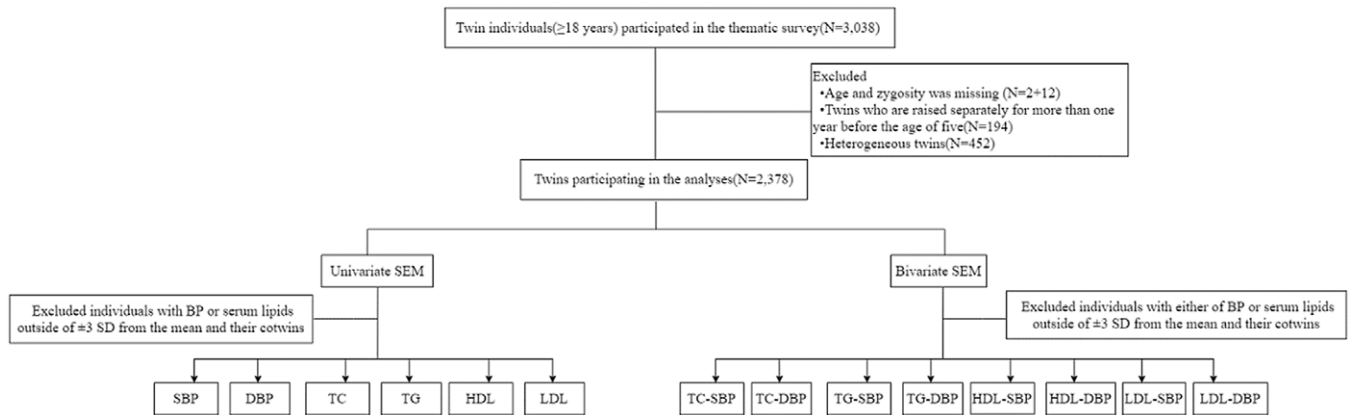 Twin individuals(≥18 years) participated in the thematic survey(N=3,038)
Excluded
•Age and zygosity was missing (N=2+12)
•Twins who are raised separately for more than one
year before the age of five(N=194)
•Heterogeneous twins(N=452)
Twins participating in the analyses(N=2,378)
Univariate SEM
Bivariate SEM
Excluded individuals with BP or serum lipids
outside of ±3 SD from the mean and their cotwins
Excluded individuals with either of BP or serum lipids
outside of ±3 SD from the mean and their cotwins
SBP
DBP
TC
TG
HDL
LDL
TC-SBP
TC-DBP
TG-SBP
TG-DBP
HDL-SBP
HDL-DBP
LDL-SBP
LDL-DBP